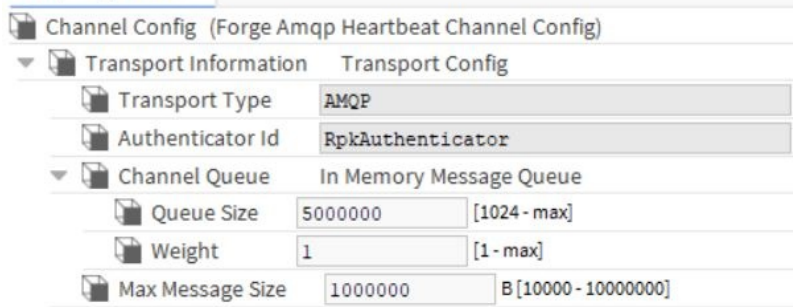 Channel Config (Forge Amqp Heartbeat Channel Config)
Transport Information Transport Config
Transport Type AMQP
Authenticator Id RpkAuthenticator
Channel Queue In Memory Message Queue
Queue Size 5000000 [1024 - max]
Weight 1 [1 - max]
Max Message Size 1000000 B [10000 - 10000000]